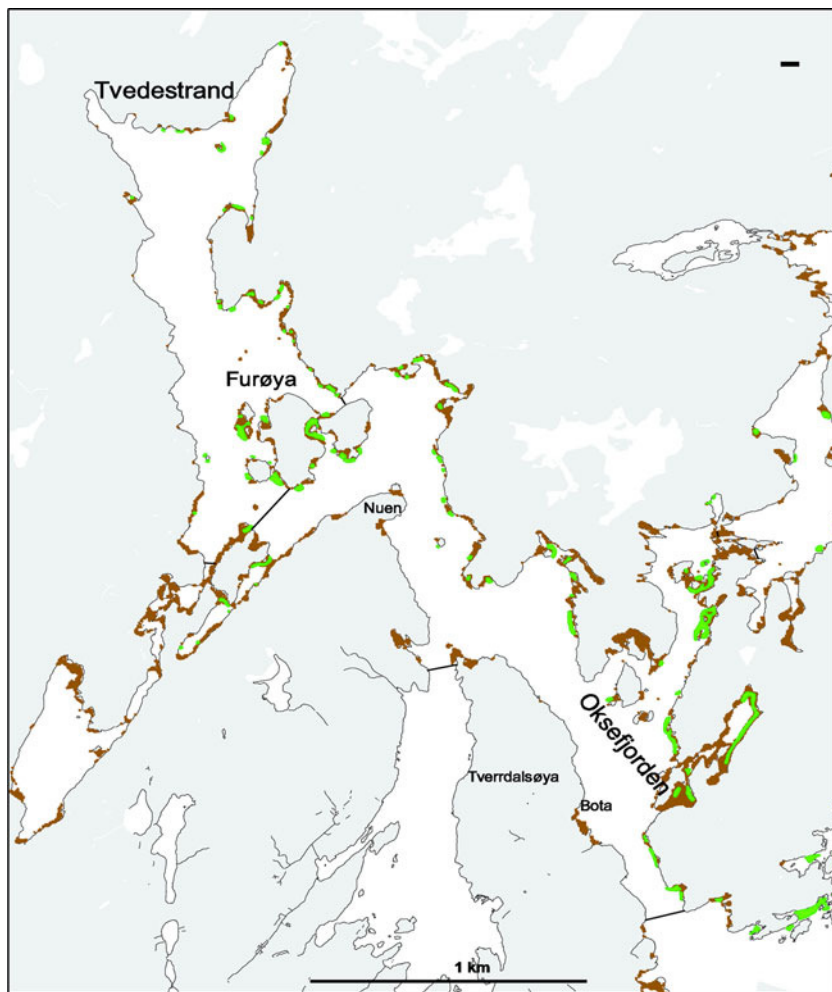 Tvedestrand
Furøya
Nuen
Oksefjorden
Tverrdalsøya
Bota
1 km